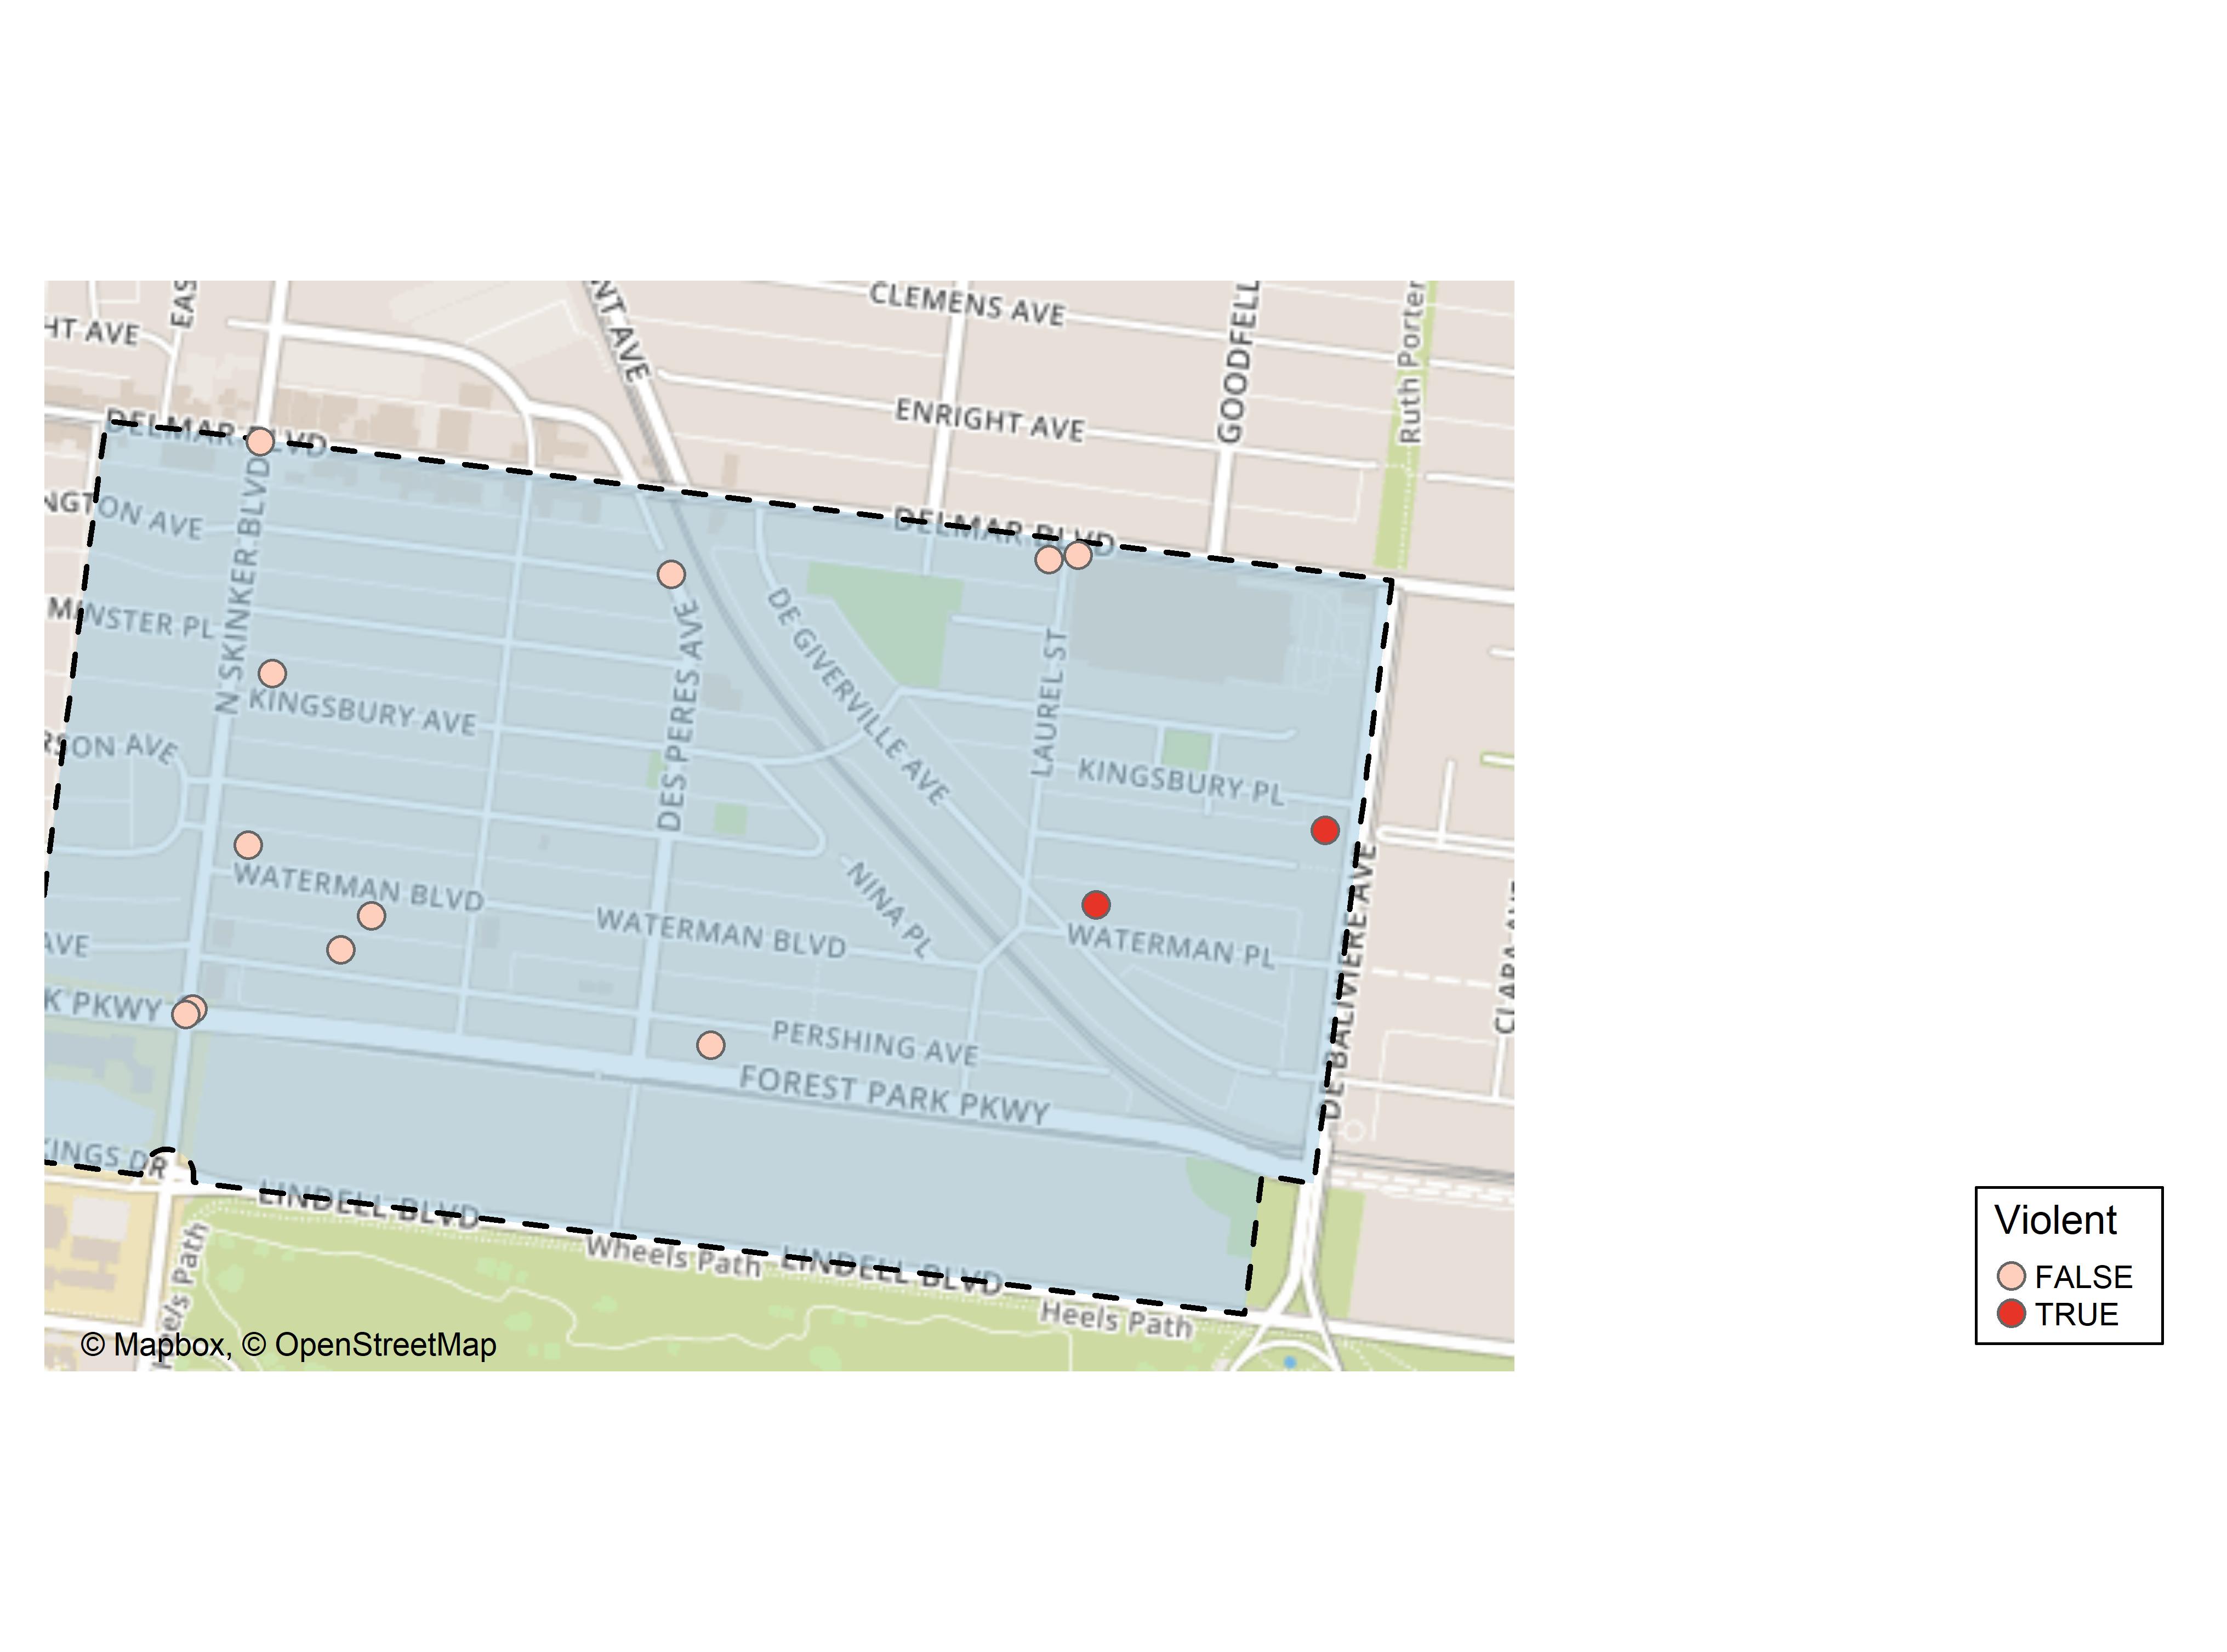 CLEMENS AVE
EAS
NT AVE
GOODFELL
Ruth Porter
HT AVE
ENRIGHT AVE
DELMAR BLVD
NGTON AVE
DELMAR BLVD
N SKINKER BLVD
MINSTER PL
DES PERES AVE
DE GIVERVILLE AVE
LAUREL ST
KINGSBURY AVE
RSON AVE
KINGSBURY PL
WATERMAN BLVD
NINA PL
WATERMAN BLVD
WATERMAN PL
DE BALIVIERE AVE
CLARA AVE
AVE
K PKWY
PERSHING AVE
FOREST PARK PKWY
KINGS DR
LINDELL BLVD
Wheels Path
LINDELL BLVD
Heels Path
Heels Path
© Mapbox, © OpenStreetMap
Violent
FALSE
TRUE